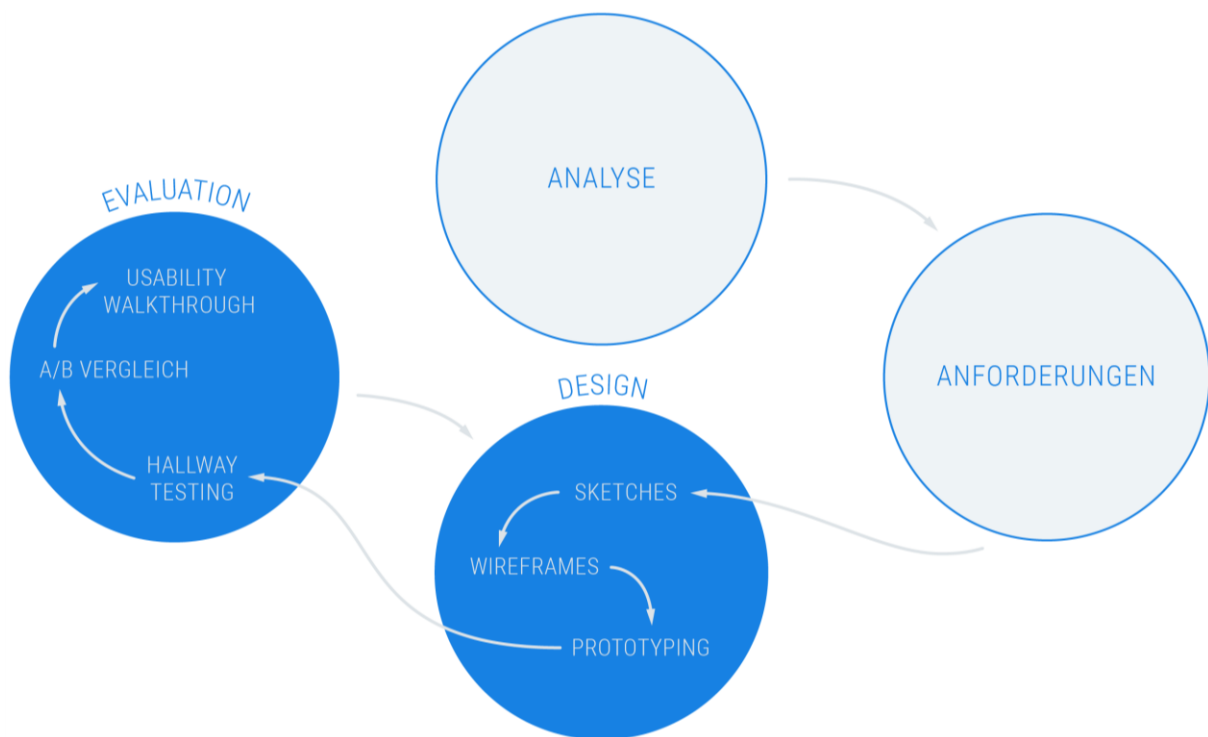 ANALYSE
ANFORDERUNGEN
DESIGN
SKETCHES
WIREFRAMES
PROTOTYPING
EVALUATION
HALLWAY
TESTING
A/B VERGLEICH
USABILITY
WALKTHROUGH